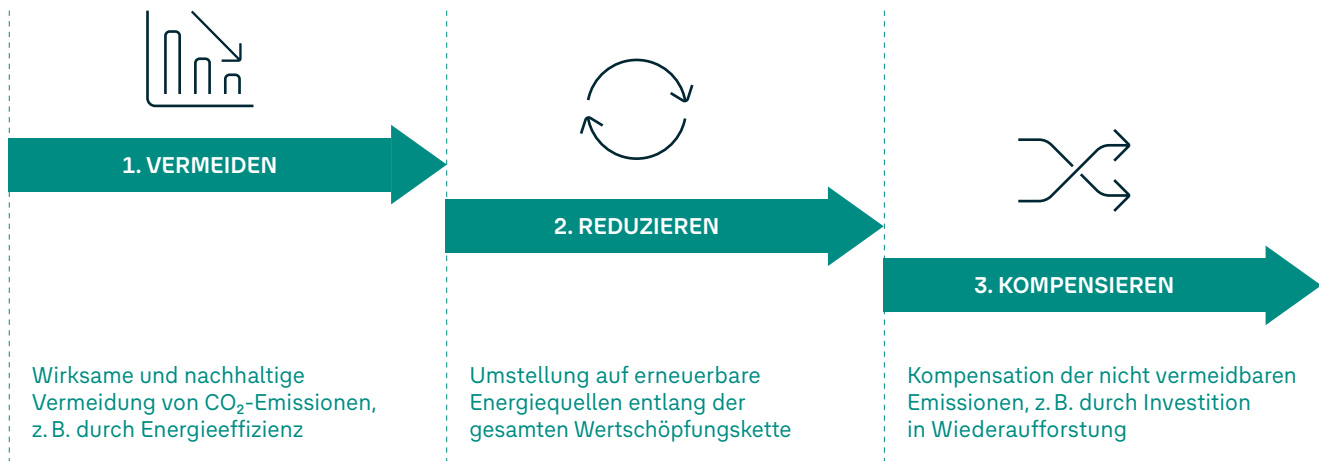 1. VERMEIDEN
2. REDUZIEREN
3. KOMPENSIEREN
Wirksame und nachhaltige
Vermeidung von CO₂-Emissionen,
z. B. durch Energieeffizienz
Umstellung auf erneuerbare
Energiequellen entlang der
gesamten Wertschöpfungskette
Kompensation der nicht vermeidbaren
Emissionen, z. B. durch Investition
in Wiederaufforstung